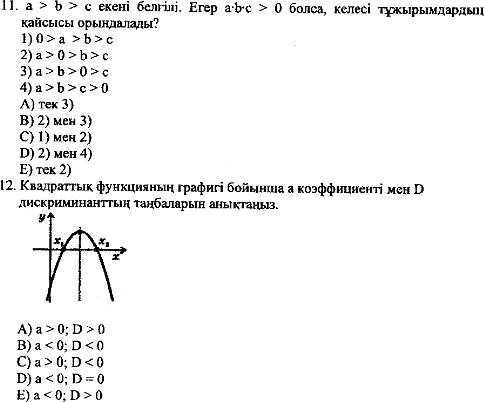 11. a > b > c екені белгілі. Егер a·b·c > 0 болса, келесі тұжырымдардың
қайсысы орындалады?
1) 0 > a > b > c
2) a > 0 > b > c
3) a > b > 0 > c
4) a > b > c > 0
A) тек 3)
B) 2) мен 3)
C) 1) мен 2)
D) 2) мен 4)
E) тек 2)
12. Квадраттық функцияның графигі бойынша а коэффициенті мен D
дискриминанттың таңбаларын анықтаңыз.
y
x₁ x₂
x
A) a > 0; D > 0
B) a < 0; D < 0
C) a > 0; D < 0
D) a < 0; D = 0
E) a < 0; D > 0